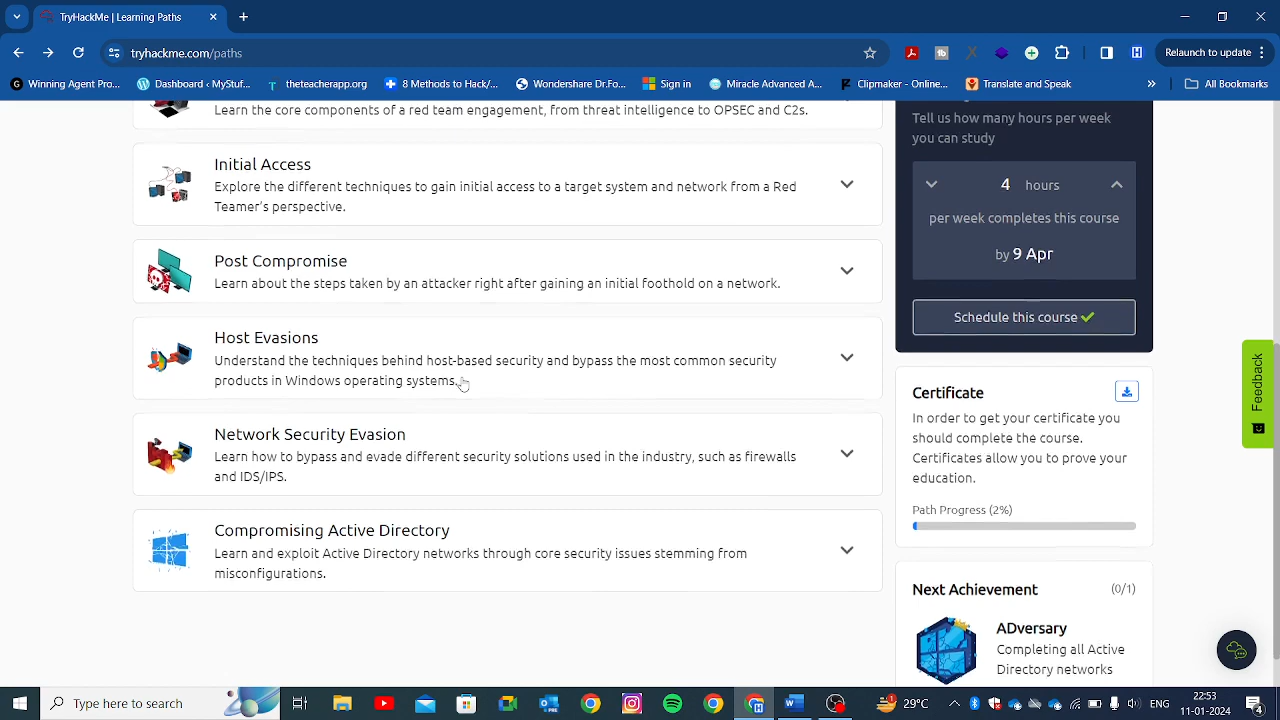 TryHackMe | Learning Paths
tryhackme.com/paths
Relaunch to update
Winning Agent Pro...
Dashboard ‹ MyStuf...
theteacherapp.org
8 Methods to Hack/...
Wondershare Dr.Fo...
Sign in
Miracle Advanced A...
Clipmaker - Online...
Translate and Speak
All Bookmarks
Learn the core components of a red team engagement, from threat intelligence to OPSEC and C2s.
Initial Access
Explore the different techniques to gain initial access to a target system and network from a Red
Teamer's perspective.
Post Compromise
Learn about the steps taken by an attacker right after gaining an initial foothold on a network.
Host Evasions
Understand the techniques behind host-based security and bypass the most common security
products in Windows operating systems.
Network Security Evasion
Learn how to bypass and evade different security solutions used in the industry, such as firewalls
and IDS/IPS.
Compromising Active Directory
Learn and exploit Active Directory networks through core security issues stemming from
misconfigurations.
Tell us how many hours per week
you can study
4 hours
per week completes this course
by 9 Apr
Schedule this course
Certificate
In order to get your certificate you
should complete the course.
Certificates allow you to prove your
education.
Path Progress (2%)
Next Achievement (0/1)
ADversary
Completing all Active
Directory networks
Feedback
Type here to search
29°C
ENG
22:53
11-01-2024